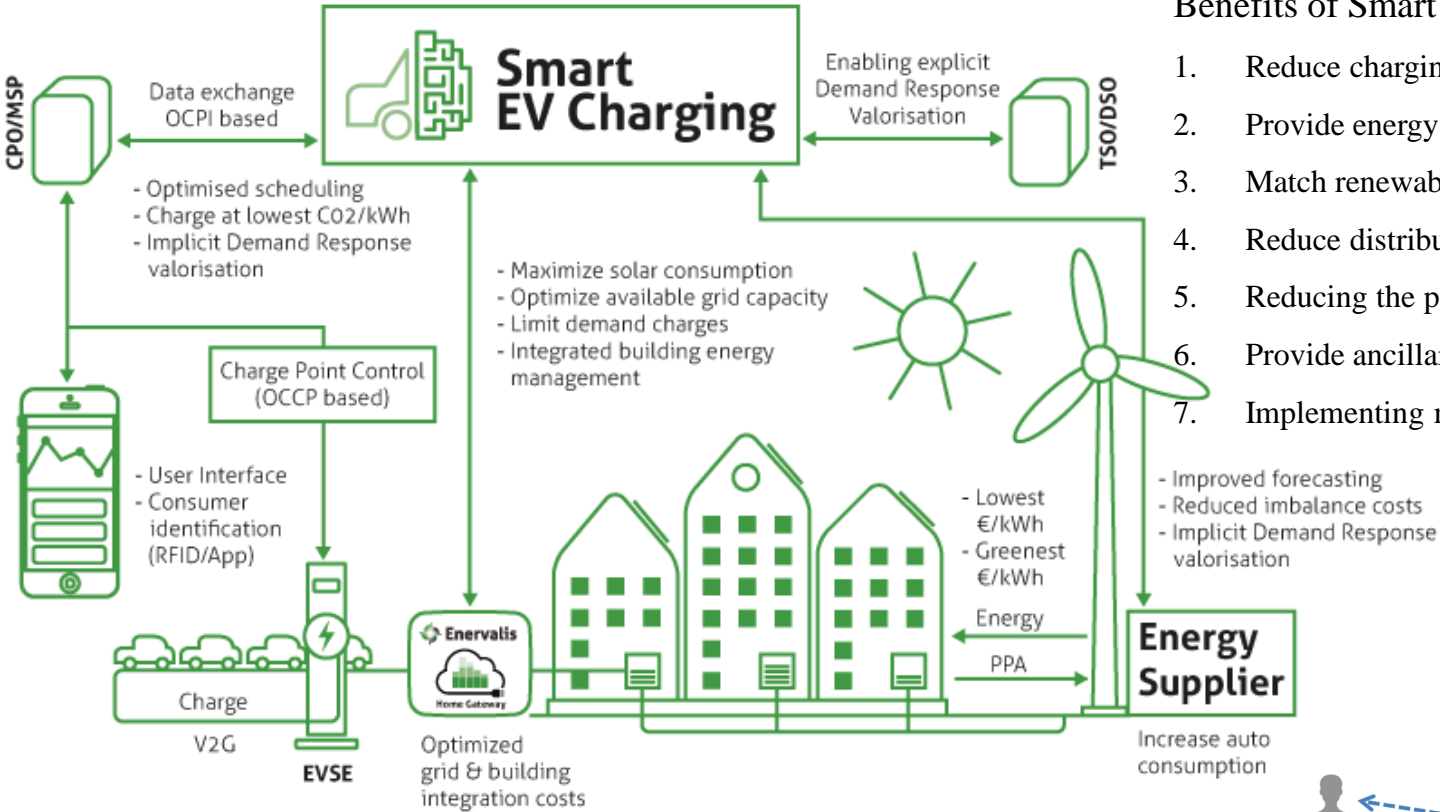 Benefits of Smart
1. Reduce chargin
2. Provide energy
3. Match renewab
4. Reduce distribu
5. Reducing the p
6. Provide ancilla
7. Implementing
Smart
EV Charging
CPO/MSP
Data exchange
OCPI based
- Optimised scheduling
- Charge at lowest C02/kWh
- Implicit Demand Response
valorisation
Enabling explicit
Demand Response
Valorisation
TSO/DSO
- Maximize solar consumption
- Optimize available grid capacity
- Limit demand charges
- Integrated building energy
management
Charge Point Control
(OCCP based)
- User Interface
- Consumer
identification
(RFID/App)
- Lowest
€/kWh
- Greenest
€/kWh
Energy
PPA
- Improved forecasting
- Reduced imbalance costs
- Implicit Demand Response
valorisation
Energy
Supplier
Increase auto
consumption
Enervalis
Home Gateway
Optimized
grid & building
integration costs
Charge
V2G
EVSE